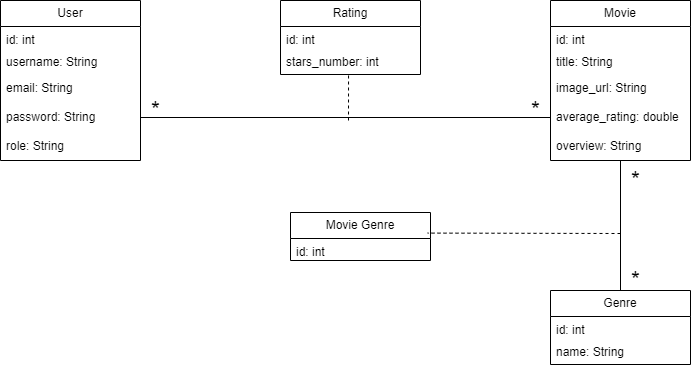 User
id: int
username: String
email: String
password: String
role: String
Rating
id: int
stars_number: int
Movie
id: int
title: String
image_url: String
average_rating: double
overview: String
*
*
*
Movie Genre
id: int
*
Genre
id: int
name: String